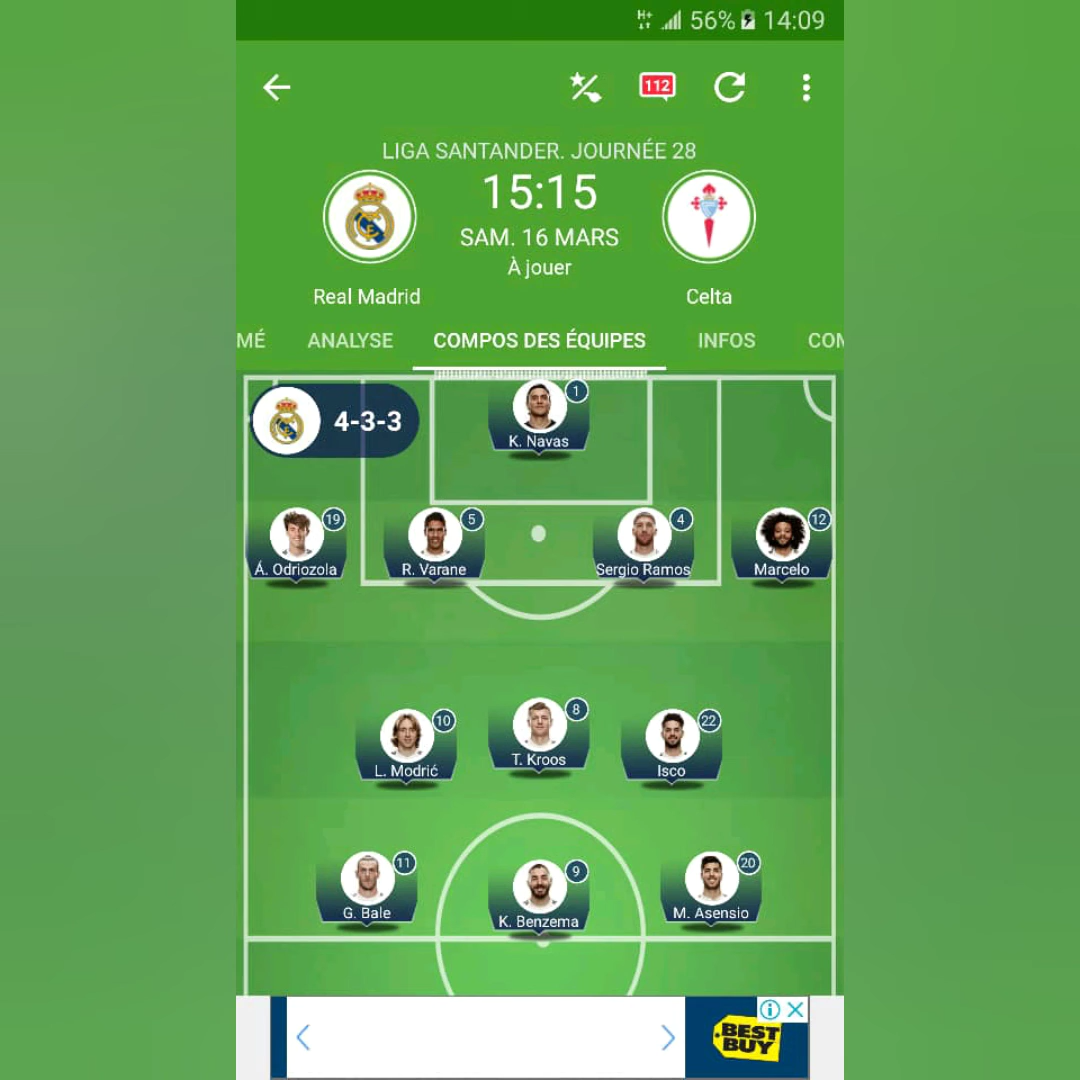 56% 14:09
112
LIGA SANTANDER. JOURNÉE 28
15:15
SAM. 16 MARS
À jouer
Real Madrid
Celta
MÉ ANALYSE COMPOS DES ÉQUIPES INFOS COM
4-3-3
1
K. Navas
19 5 4 12
Á. Odriozola R. Varane Sergio Ramos Marcelo
10 8 22
L. Modrić T. Kroos Isco
11 9 20
G. Bale K. Benzema M. Asensio
BEST
BUY